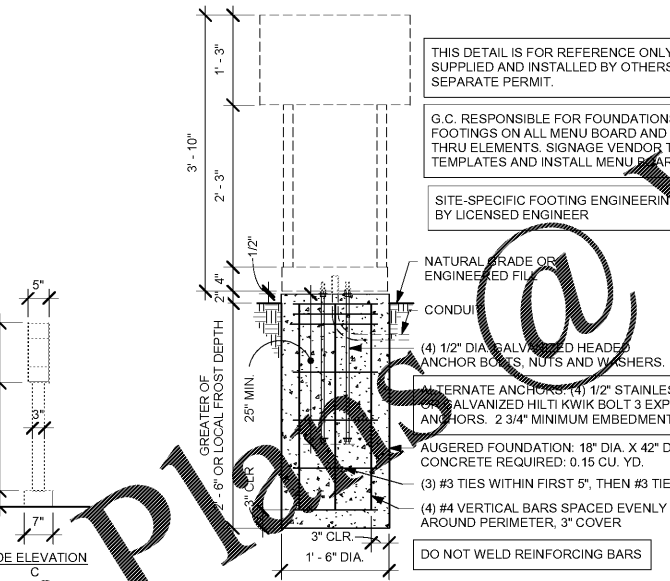 THIS DETAIL IS FOR REFERENCE ONLY
SUPPLIED AND INSTALLED BY OTHERS
SEPARATE PERMIT.
G.C. RESPONSIBLE FOR FOUNDATIONS
FOOTINGS ON ALL MENU BOARD AND
THRU ELEMENTS. SIGNAGE VENDOR T
TEMPLATES AND INSTALL MENU BOAR
SITE-SPECIFIC FOOTING ENGINEERIN
BY LICENSED ENGINEER
1' - 3"
3' - 10"
2' - 3"
1/2"
4"
2"
NATURAL GRADE OR
ENGINEERED FILL
CONDUIT
(4) 1/2" DIA. GALVANIZED HEADED
ANCHOR BOLTS, NUTS AND WASHERS.
ALTERNATE ANCHORS: (4) 1/2" STAINLES
OR GALVANIZED HILTI KWIK BOLT 3 EXP
ANCHORS. 2 3/4" MINIMUM EMBEDMENT
AUGERED FOUNDATION: 18" DIA. X 42" D
CONCRETE REQUIRED: 0.15 CU. YD.
(3) #3 TIES WITHIN FIRST 5", THEN #3 TIE
(4) #4 VERTICAL BARS SPACED EVENLY
AROUND PERIMETER, 3" COVER
DO NOT WELD REINFORCING BARS
GREATER OF
2' - 6" OR LOCAL FROST DEPTH
25" MIN.
3" CLR
3" CLR.
1' - 6" DIA.
5"
3"
7"
DE ELEVATION
C
Plans @